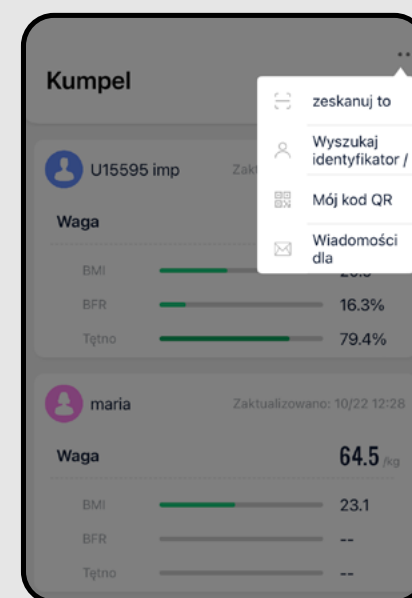 Kumpel
zeskanuj to
Wyszukaj
identyfikator /
Mój kod QR
Wiadomości
dla
U15595 imp
Waga
BMI
BFR 16.3%
Tętno 79.4%
maria Zaktualizowano: 10/22 12:28
Waga 64.5 /kg
BMI 23.1
BFR --
Tętno --